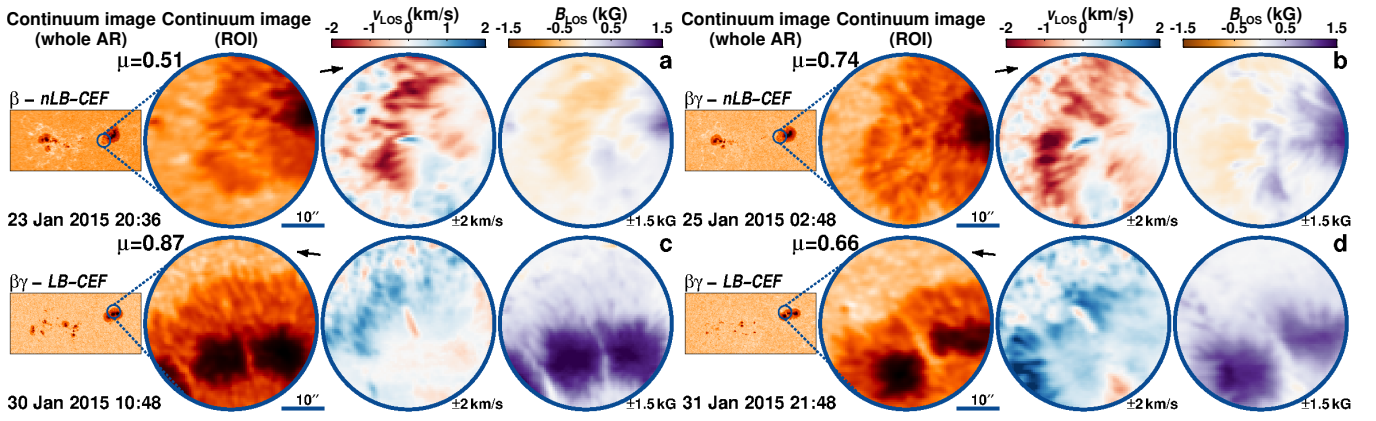 Continuum image Continuum image v_LOS (km/s) B_LOS (kG) Continuum image Continuum image v_LOS (km/s) B_LOS (kG)
(whole AR) (ROI) -2 -1 0 1 2 -1.5 -0.5 0.5 1.5 (whole AR) (ROI) -2 -1 0 1 2 -1.5 -0.5 0.5 1.5
μ=0.51 a μ=0.74 b
β – nLB–CEF βγ – nLB–CEF
23 Jan 2015 20:36 10″ ±2 km/s ±1.5 kG 25 Jan 2015 02:48 10″ ±2 km/s ±1.5 kG
μ=0.87 c μ=0.66 d
βγ – LB–CEF βγ – LB–CEF
30 Jan 2015 10:48 10″ ±2 km/s ±1.5 kG 31 Jan 2015 21:48 10″ ±2 km/s ±1.5 kG